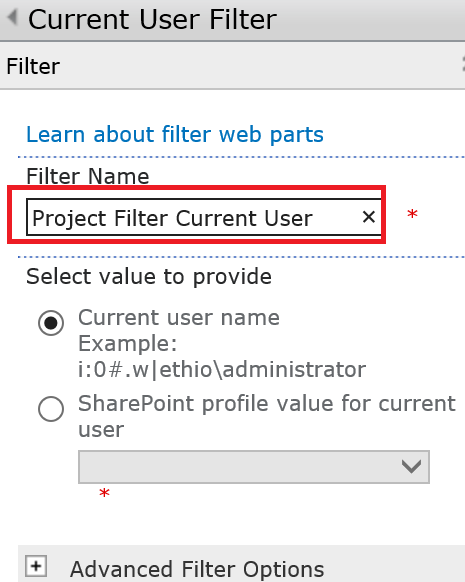 Current User Filter
Filter
Learn about filter web parts
Filter Name
Project Filter Current User
*
Select value to provide
Current user name
Example:
i:0#.w|ethio\administrator
SharePoint profile value for current
user
*
Advanced Filter Options